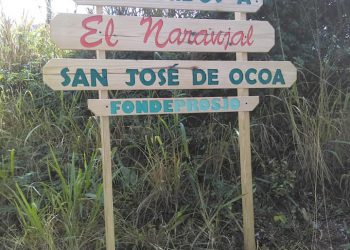 El Naranjal
SAN JOSÉ DE OCOA
FONDEPROSJO